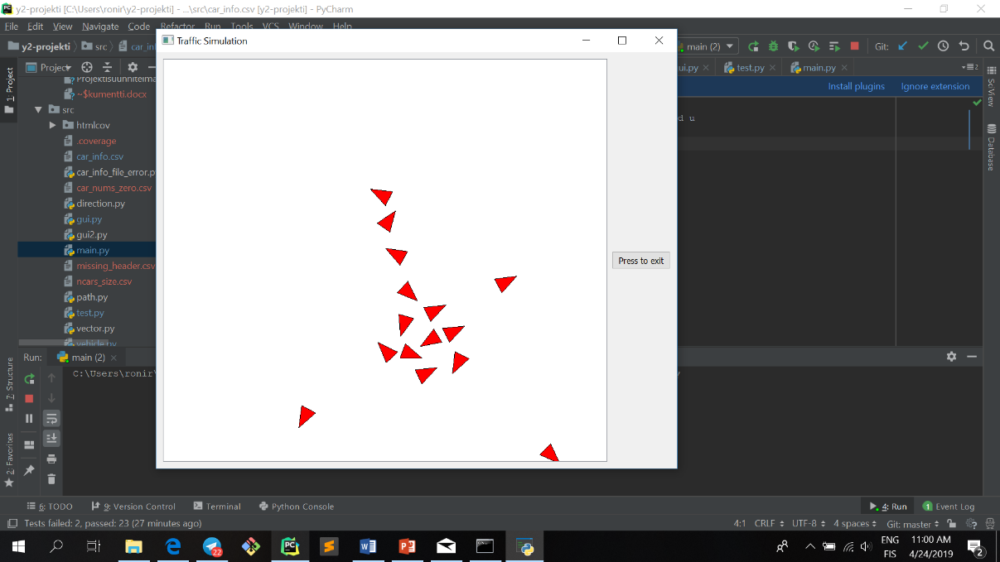 y2-projekti [C:\Users\ronir\y2-projekti] - ...\src\car_info.csv [y2-projekti] - PyCharm
File Edit View Navigate Code Refactor Run Tools VCS Window Help
y2-projekti src car_in
Traffic Simulation
main (2) Git:
Project
ui.py test.py main.py 2
Install plugins Ignore extension
d u
1: Project
Projektisuunnitelma
~$kumentti.docx
src
htmlcov
.coverage
car_info.csv
car_info_file_error.p
car_nums_zero.csv
direction.py
gui.py
gui2.py
main.py
missing_header.csv
ncars_size.csv
path.py
test.py
vector.py
vehicle.py
Press to exit
SciView
Database
Run: main (2)
C:\Users\ronir\
y
Z: Structure
2: Favorites
6: TODO 9: Version Control Terminal Python Console 4: Run 1 Event Log
Tests failed: 2, passed: 23 (27 minutes ago) 4:1 CRLF UTF-8 4 spaces Git: master
PC 22 PC W P
ENG 11:00 AM
FIS 4/24/2019 2